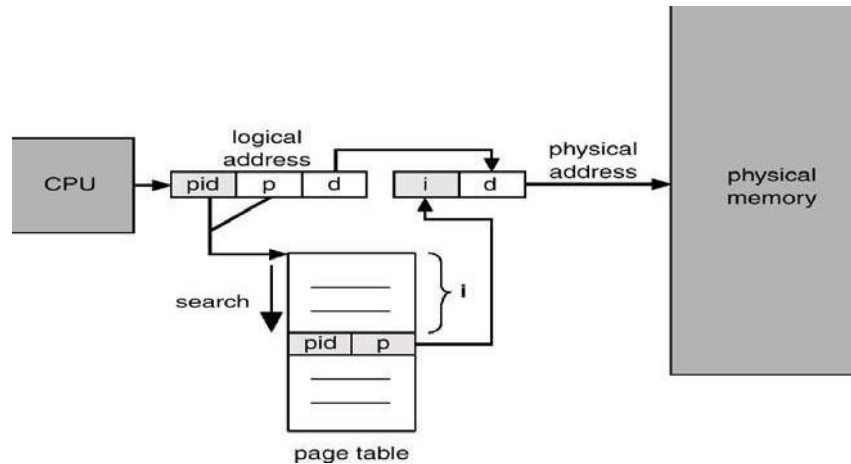 logical
address
physical
address
CPU
pid p d
i d
physical
memory
search
i
pid p
page table